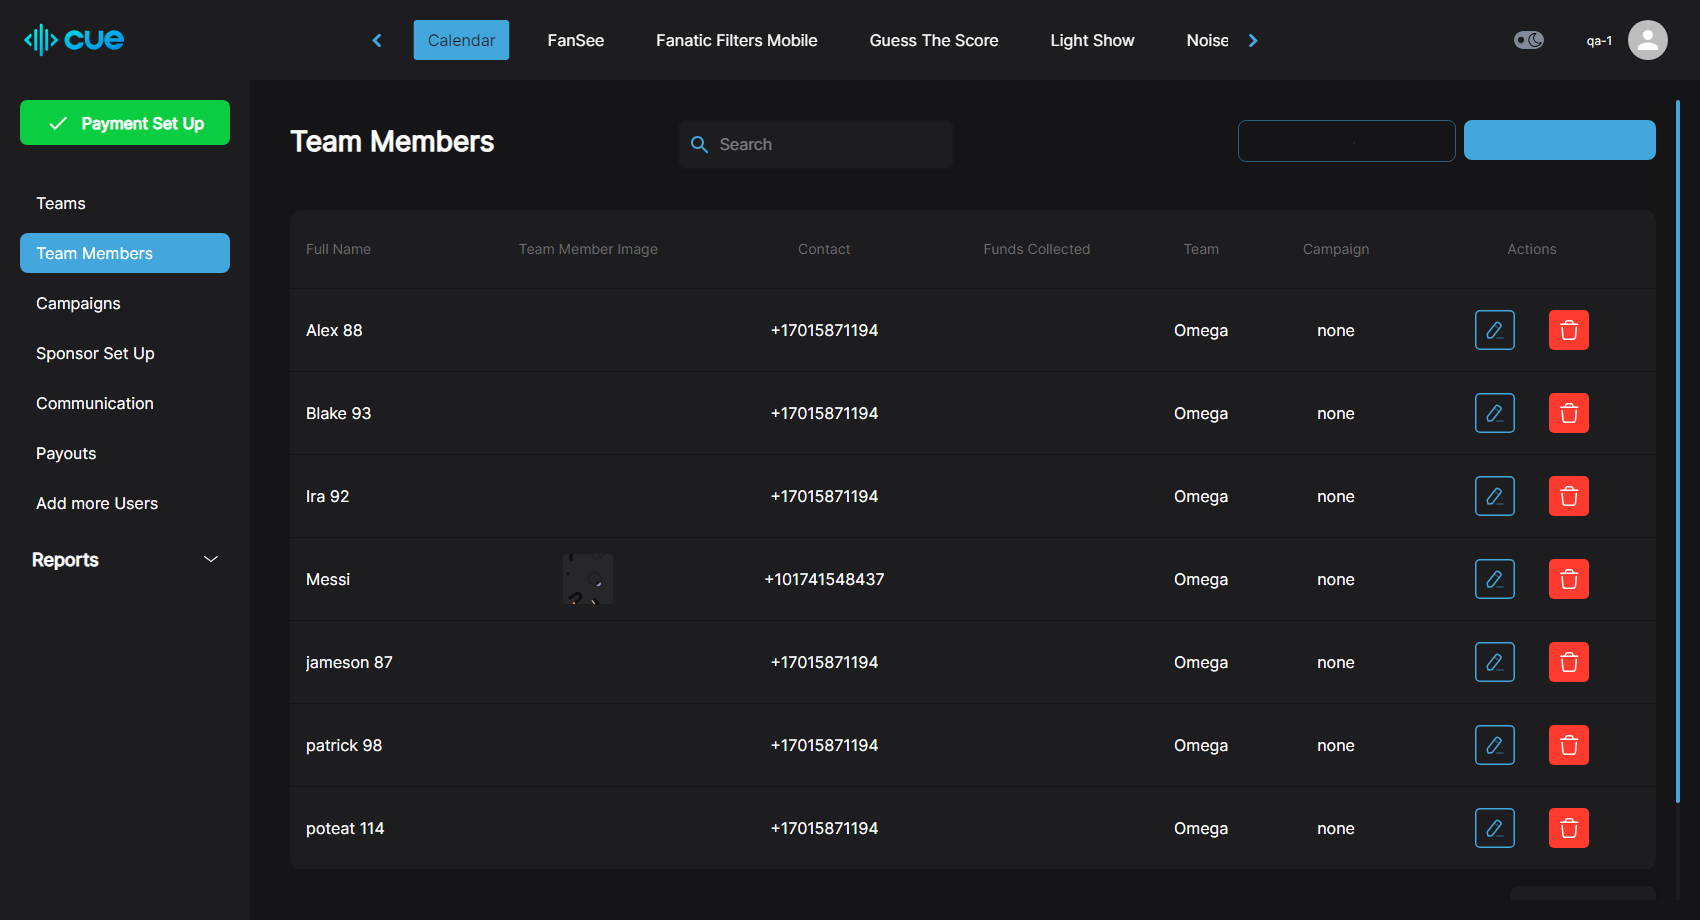 cue
Calendar FanSee Fanatic Filters Mobile Guess The Score Light Show Noise
qa-1
Payment Set Up
Teams
Team Members
Campaigns
Sponsor Set Up
Communication
Payouts
Add more Users
Reports
Team Members
Search
Full Name Team Member Image Contact Funds Collected Team Campaign Actions
Alex 88 +17015871194 Omega none
Blake 93 +17015871194 Omega none
Ira 92 +17015871194 Omega none
Messi +101741548437 Omega none
jameson 87 +17015871194 Omega none
patrick 98 +17015871194 Omega none
poteat 114 +17015871194 Omega none